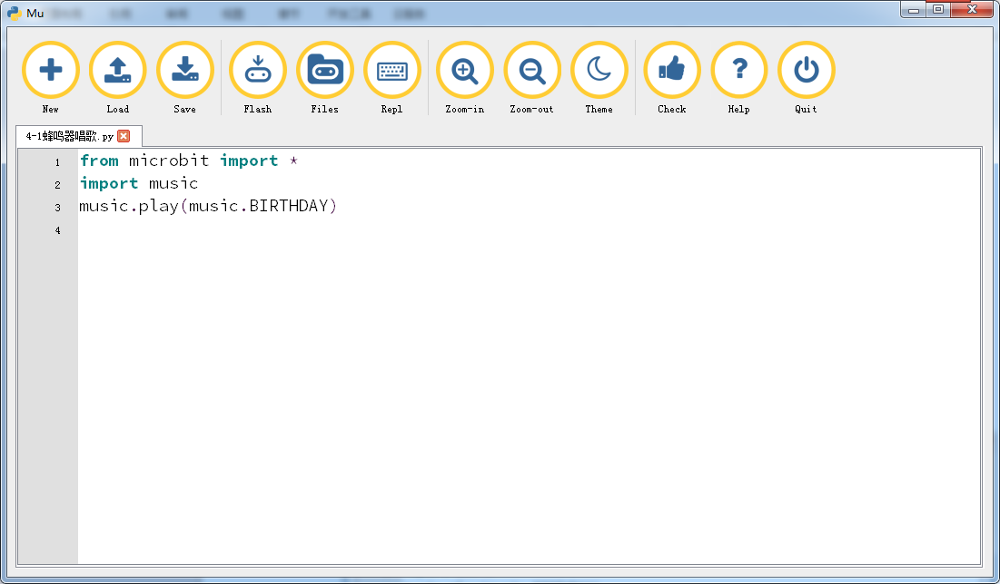 Mu
New Load Save Flash Files Repl Zoom-in Zoom-out Theme Check Help Quit
4-1蜂鸣器唱歌.py
1 from microbit import *
2 import music
3 music.play(music.BIRTHDAY)
4